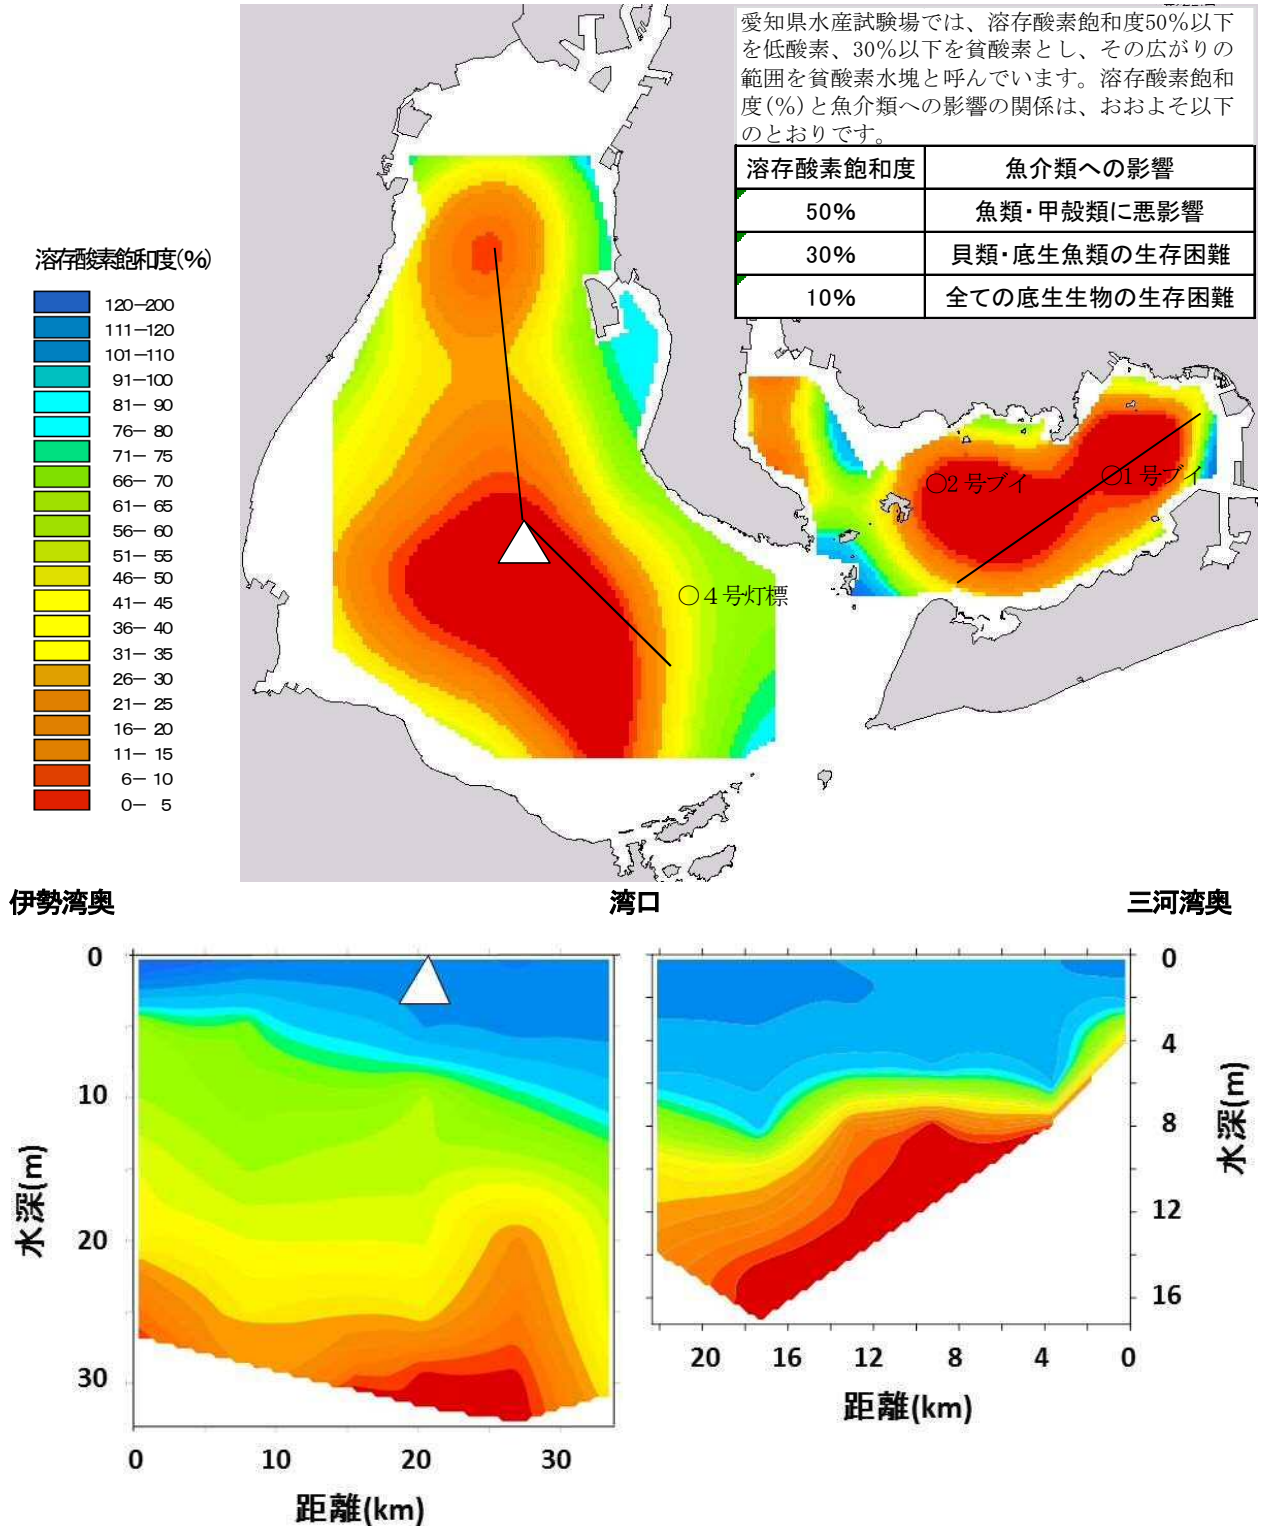 愛知県水産試験場では、溶存酸素飽和度50%以下
を低酸素、30%以下を貧酸素とし、その広がりの
範囲を貧酸素水塊と呼んでいます。溶存酸素飽和
度(%)と魚介類への影響の関係は、おおよそ以下
のとおりです。
溶存酸素飽和度 魚介類への影響
50% 魚類・甲殻類に悪影響
30% 貝類・底生魚類の生存困難
10% 全ての底生生物の生存困難
溶存酸素飽和度(%)
120-200
111-120
101-110
91-100
81-90
76-80
71-75
66-70
61-65
56-60
51-55
46-50
41-45
36-40
31-35
26-30
21-25
16-20
11-15
6-10
0-5
○2号ブイ
○1号ブイ
○4号灯標
伊勢湾奥 湾口 三河湾奥
0
10
20
30
水深(m)
0 10 20 30
距離(km)
0
4
8
12
16
水深(m)
20 16 12 8 4 0
距離(km)